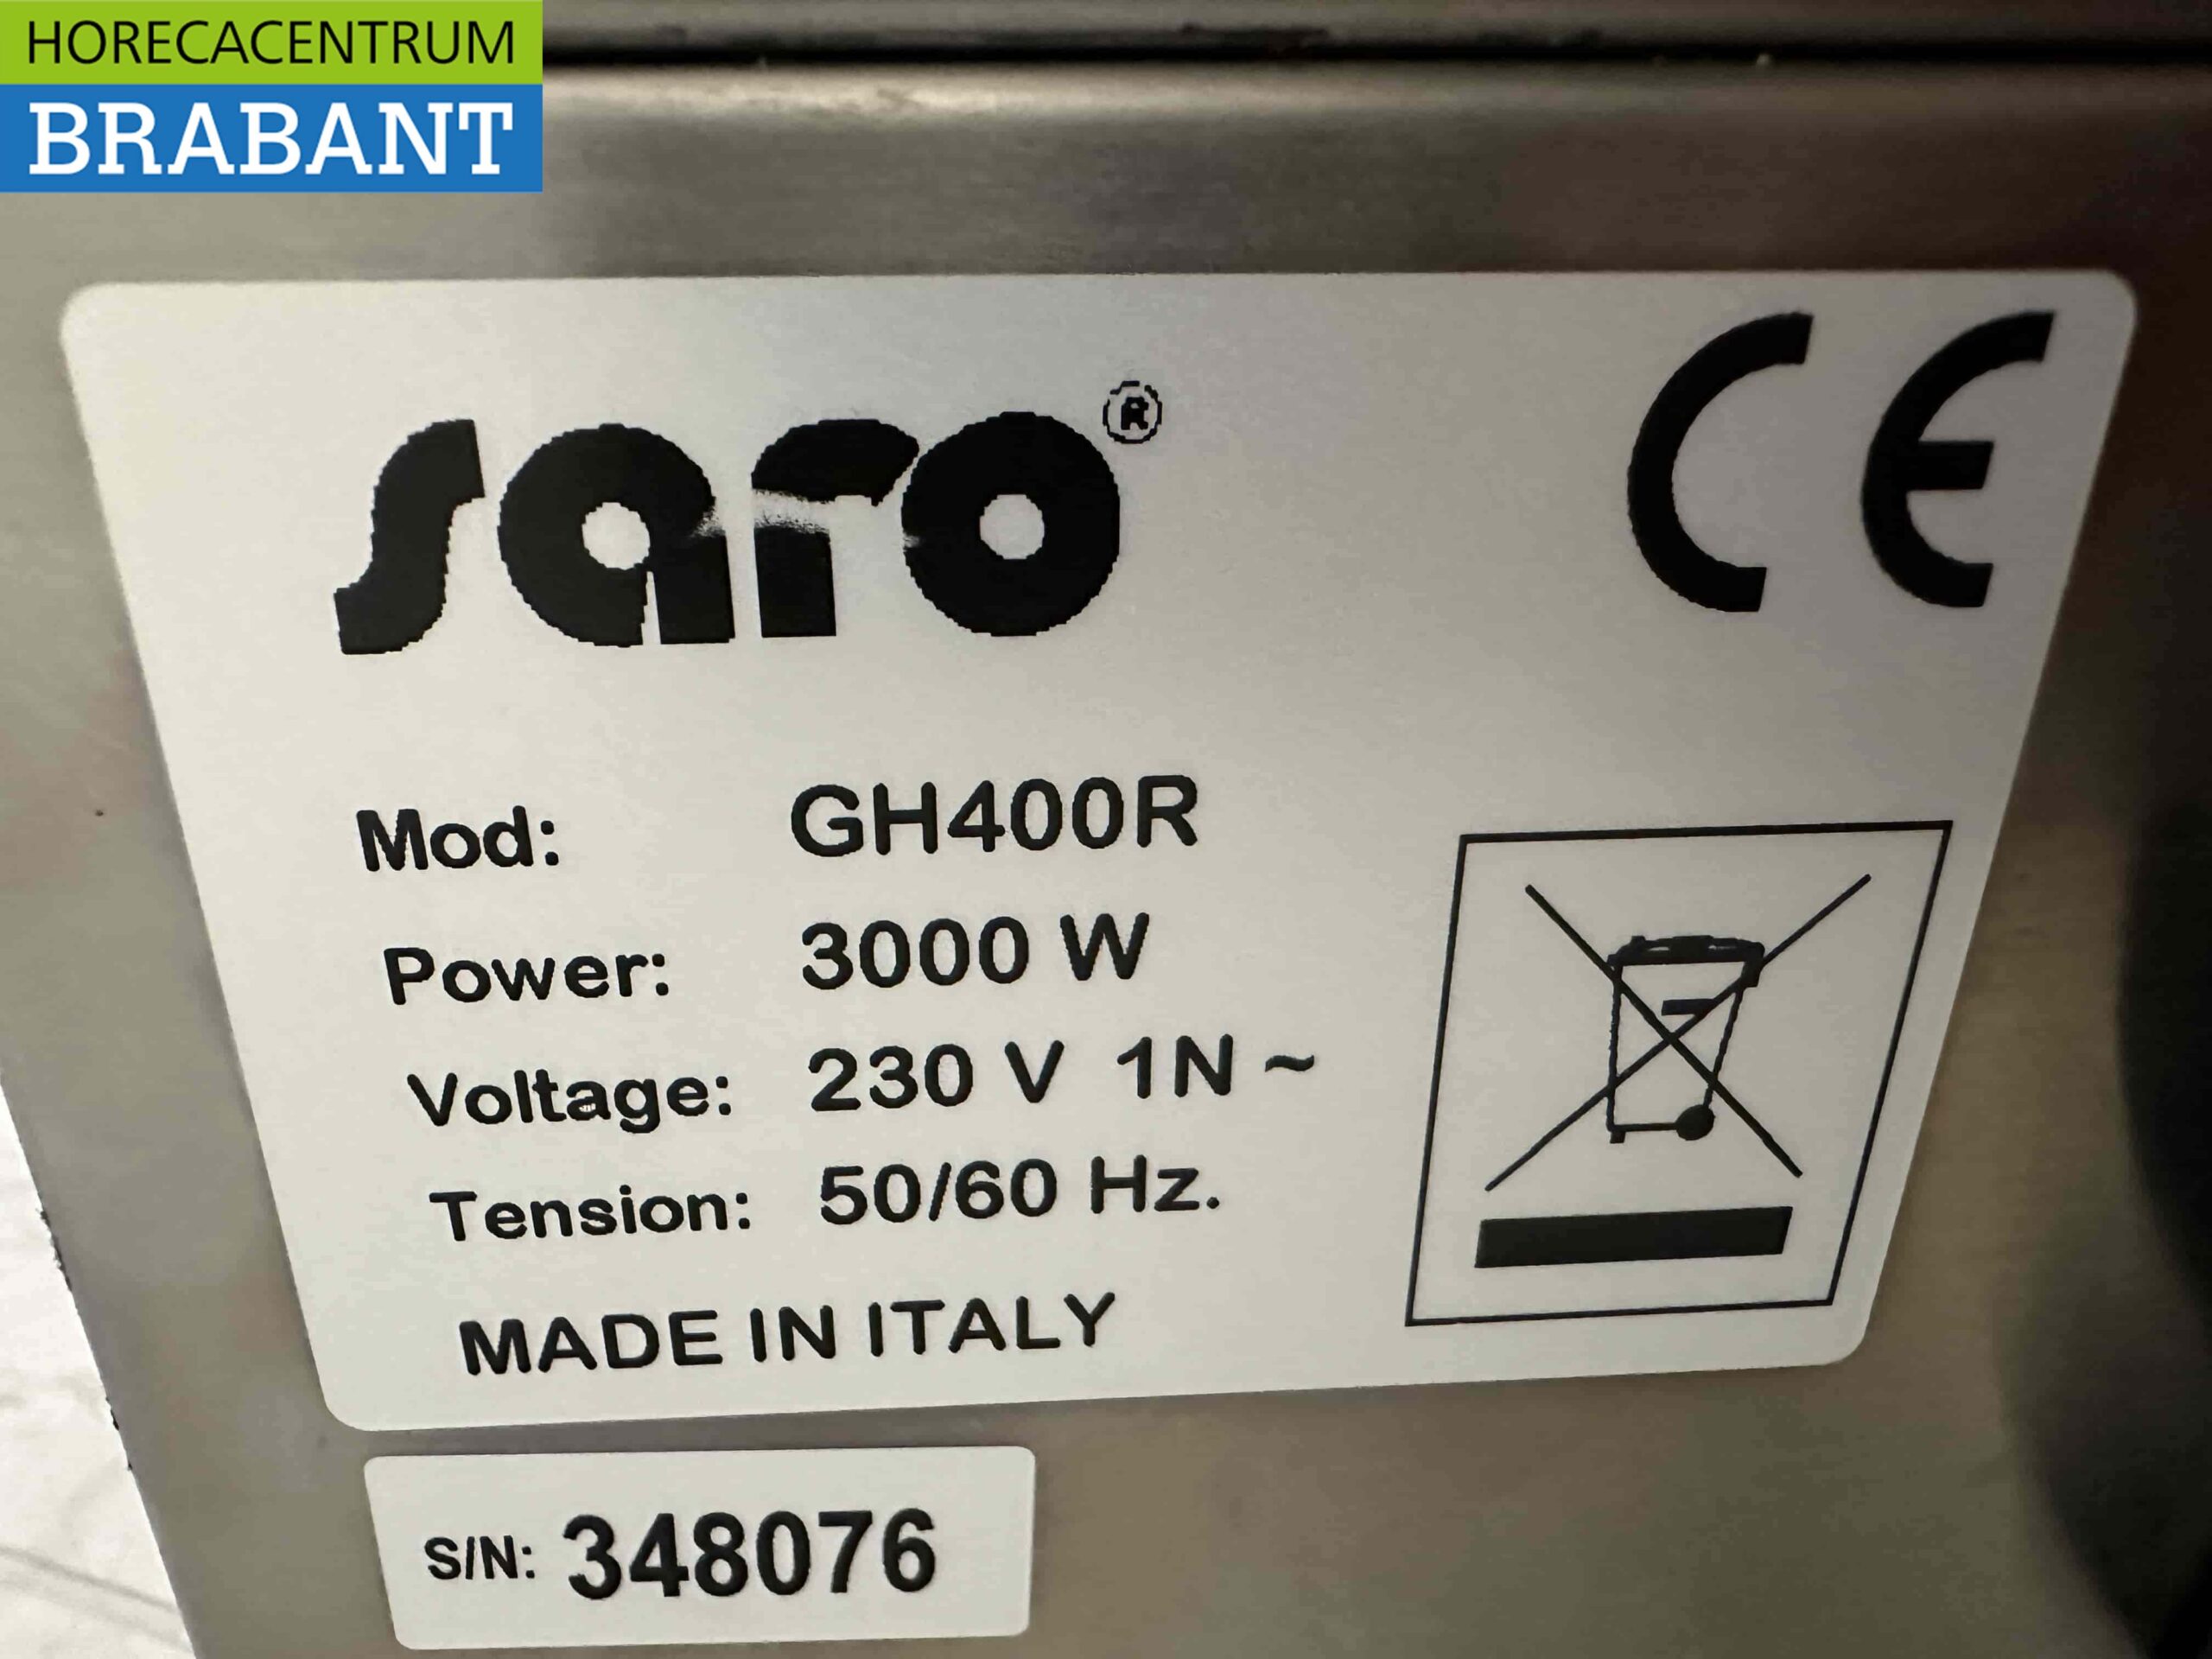 HORECACENTRUM
BRABANT
saro®
CE
Mod: GH400R
Power: 3000 W
Voltage: 230 V 1N ~
Tension: 50/60 Hz.
MADE IN ITALY
S/N: 348076